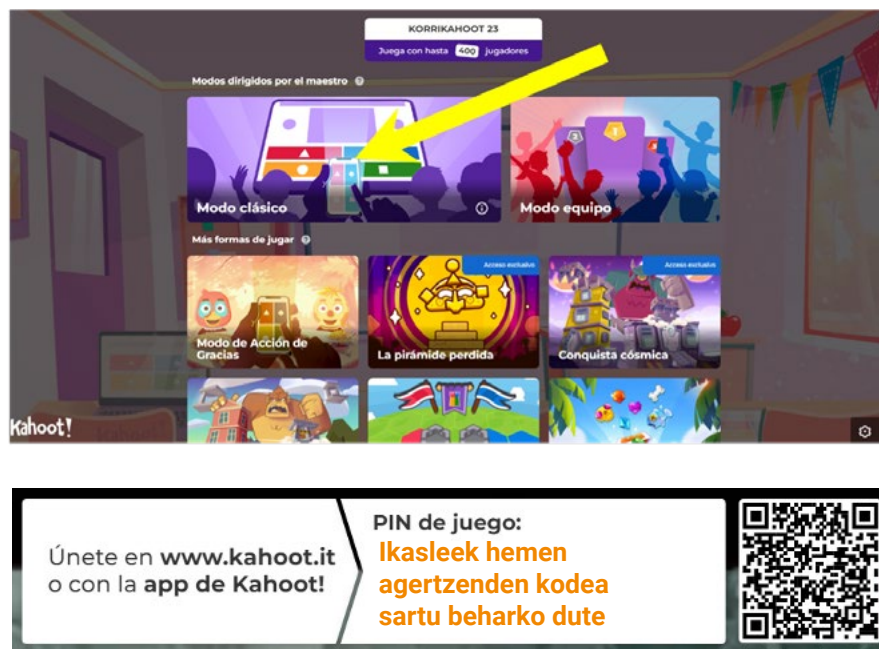 KORRIKAHOOT 23
Juega con hasta 400 jugadores
Modos dirigidos por el maestro ?
Modo clásico
Modo equipo
Más formas de jugar ?
Acceso exclusivo
Acceso exclusivo
Modo de Acción de
Gracias
La pirámide perdida
Conquista cósmica
Kahoot!
Únete en www.kahoot.it
o con la app de Kahoot!
PIN de juego:
Ikasleek hemen
agertzenden kodea
sartu beharko dute